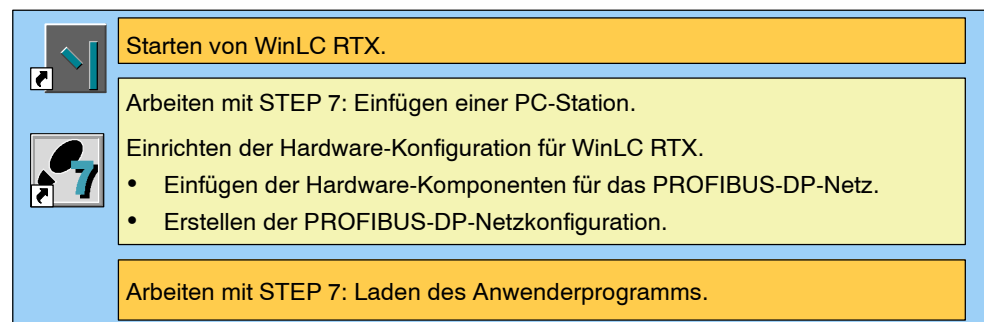 Starten von WinLC RTX.
Arbeiten mit STEP 7: Einfügen einer PC-Station.
Einrichten der Hardware-Konfiguration für WinLC RTX.
• Einfügen der Hardware-Komponenten für das PROFIBUS-DP-Netz.
7
• Erstellen der PROFIBUS-DP-Netzkonfiguration.
Arbeiten mit STEP 7: Laden des Anwenderprogramms.